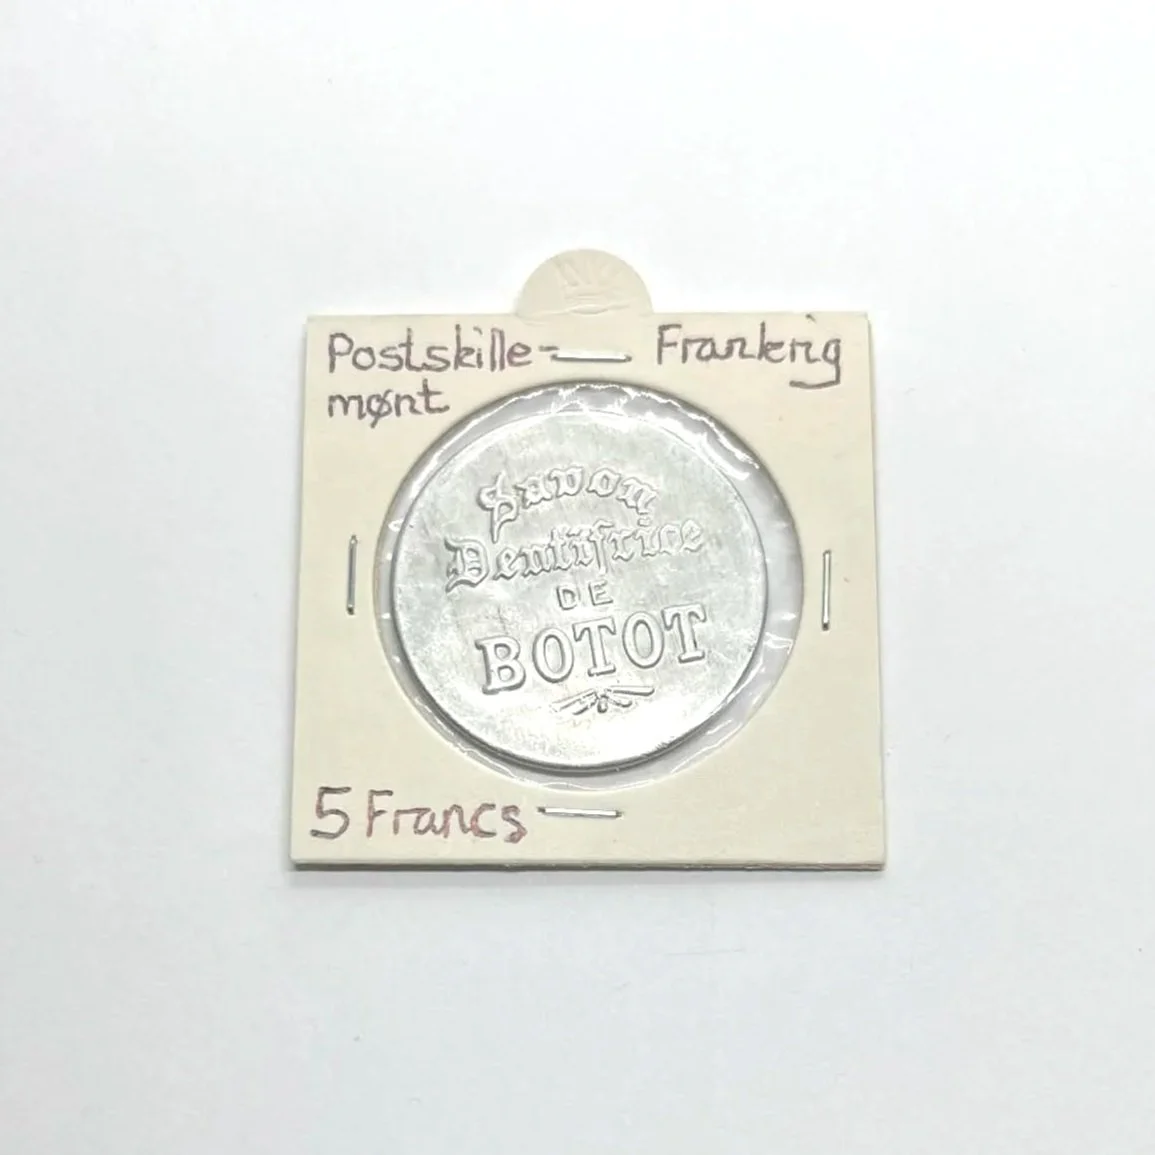 Postskille- Frankrig
mønt
Savon
Dentifrice
DE
BOTOT
5 Francs